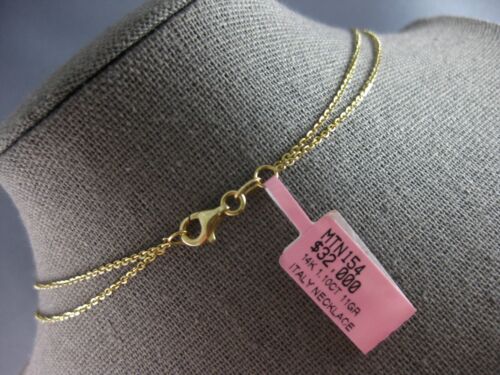 MTN154
$32,000
14K 1.10CT 11GR
ITALY NECKLACE